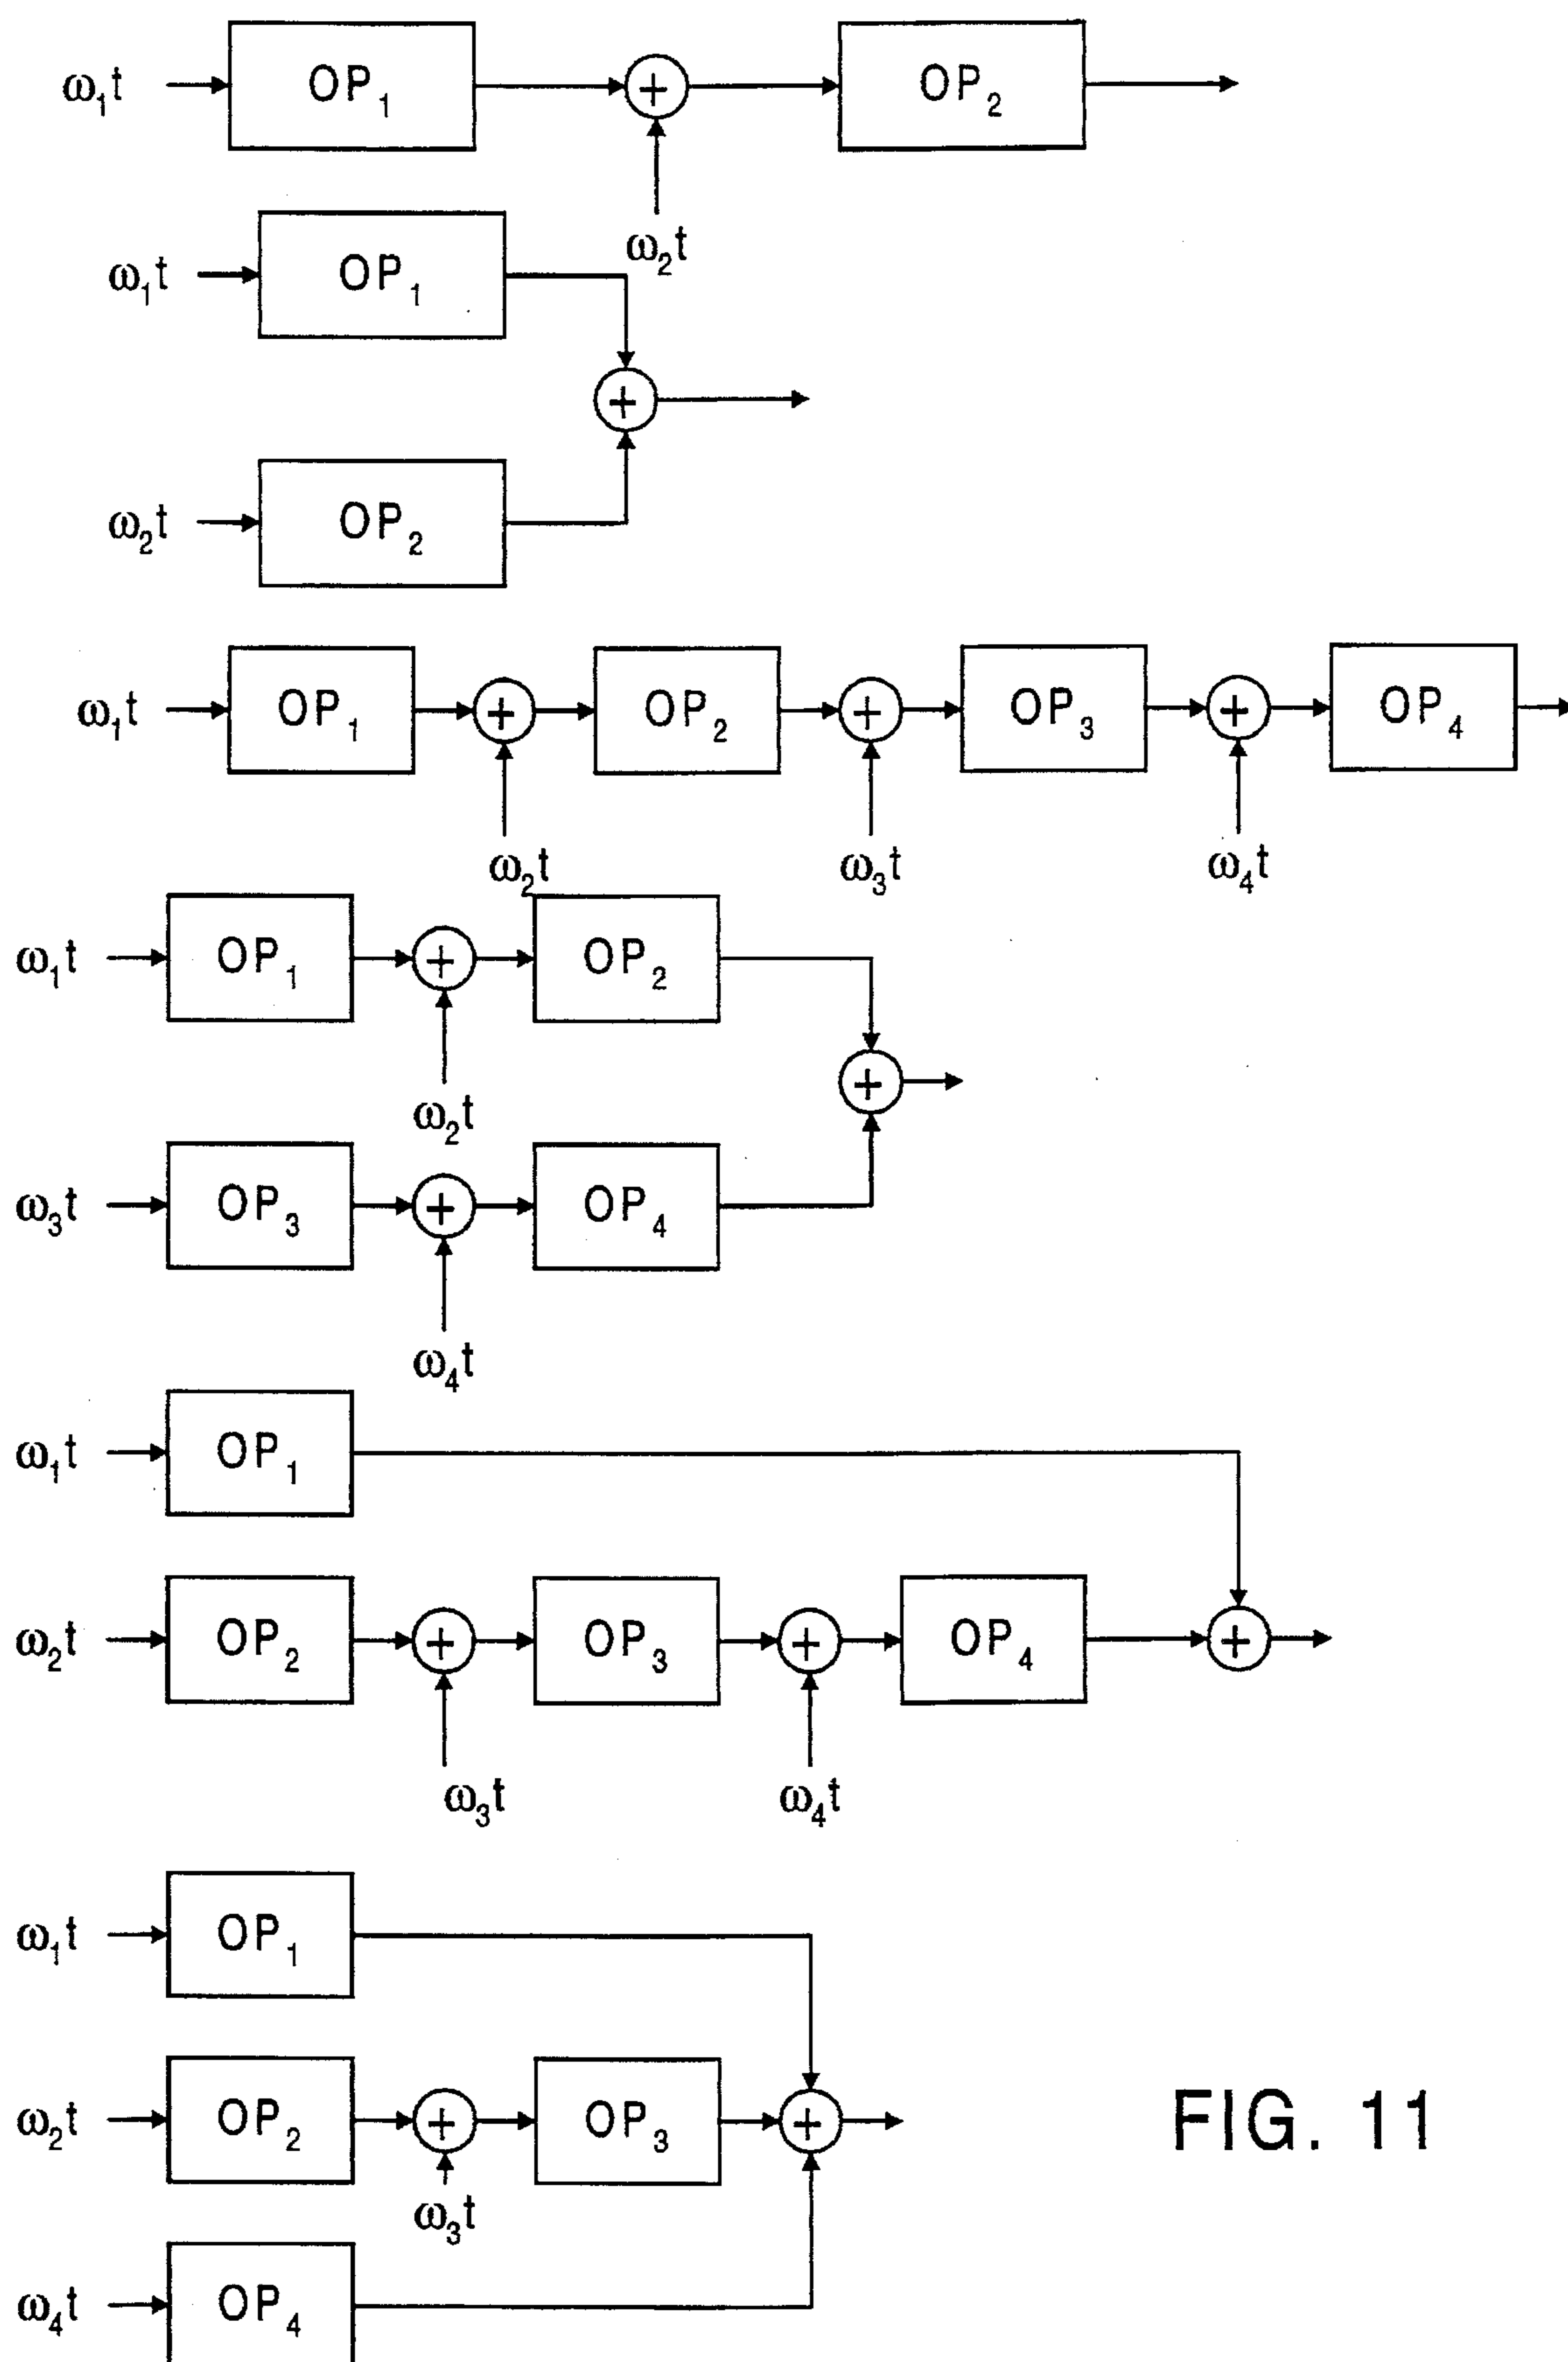 ω₁t OP₁ + OP₂
ω₂t
ω₁t OP₁
+
ω₂t OP₂
ω₁t OP₁ + OP₂ + OP₃ + OP₄
ω₂t ω₃t ω₄t
ω₁t OP₁ + OP₂
+
ω₂t
ω₃t OP₃ + OP₄
ω₄t
ω₁t OP₁
ω₂t OP₂ + OP₃ + OP₄ +
ω₃t ω₄t
ω₁t OP₁
ω₂t OP₂ + OP₃ +
FIG. 11
ω₃t
ω₄t OP₄